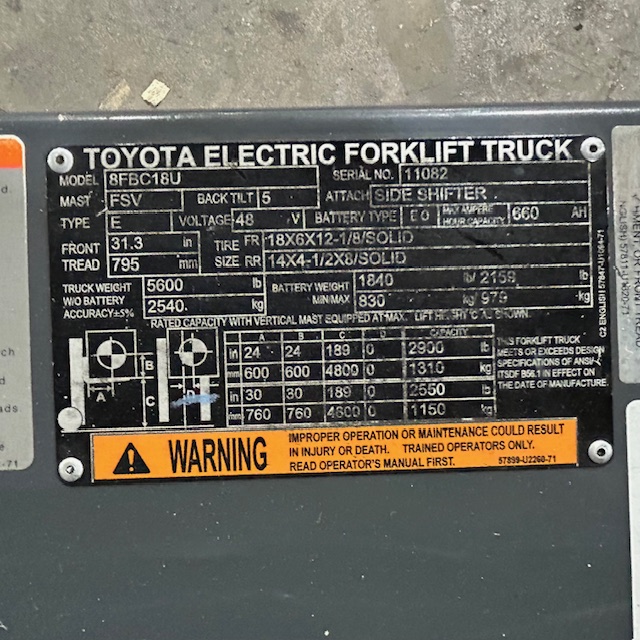 TOYOTA ELECTRIC FORKLIFT TRUCK
MODEL 8FBC18U SERIAL NO. 11082
MAST FSV BACK TILT 5 ATTACH SIDE SHIFTER
TYPE E VOLTAGE 48 V BATTERY TYPE EO MAX AMPERE HOUR CAPACITY 660 AH
FRONT TREAD 31.3 in 795 mm
TIRE SIZE FR 18X6X12-1/8/SOLID
RR 14X4-1/2X8/SOLID
TRUCK WEIGHT W/O BATTERY ACCURACY±5% 5600 lb 2540 kg
BATTERY WEIGHT MIN/MAX 1840 lb/ 2159 lb
830 kg/ 979 kg
RATED CAPACITY WITH VERTICAL MAST EQUIPPED AT MAX. LIFT HEIGHT "C" AS SHOWN.
A B C D CAPACITY
in 24 24 189 0 2900 lb
mm 600 600 4800 0 1310 kg
in 30 30 189 0 2550 lb
mm 760 760 4800 0 1150 kg
A B C D
THIS FORKLIFT TRUCK
MEETS OR EXCEEDS DESIGN
SPECIFICATIONS OF ANSI/
ITSDF B56.1 IN EFFECT ON
THE DATE OF MANUFACTURE.
WARNING
IMPROPER OPERATION OR MAINTENANCE COULD RESULT
IN INJURY OR DEATH. TRAINED OPERATORS ONLY.
READ OPERATOR'S MANUAL FIRST.
57899-U2260-71